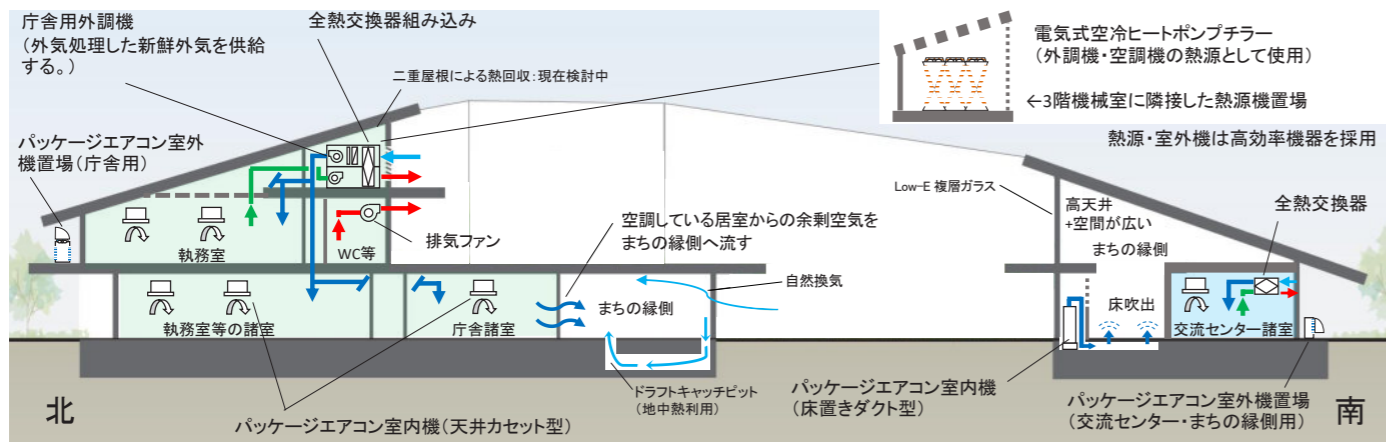 庁舎用外調機
(外気処理した新鮮外気を供給
する。)
全熱交換器組み込み
二重屋根による熱回収:現在検討中
電気式空冷ヒートポンプチラー
(外調機・空調機の熱源として使用)
←3階機械室に隣接した熱源機置場
熱源・室外機は高効率機器を採用
パッケージエアコン室外
機置場(庁舎用)
Low-E 複層ガラス
高天井
+空間が広い
まちの縁側
全熱交換器
空調している居室からの余剰空気を
まちの縁側へ流す
排気ファン
執務室
WC等
自然換気
まちの縁側
床吹出
執務室等の諸室
庁舎諸室
交流センター諸室
ドラフトキャッチピット
(地中熱利用)
パッケージエアコン室内機
(床置きダクト型)
パッケージエアコン室外機置場
(交流センター・まちの縁側用)
北
パッケージエアコン室内機(天井カセット型)
南